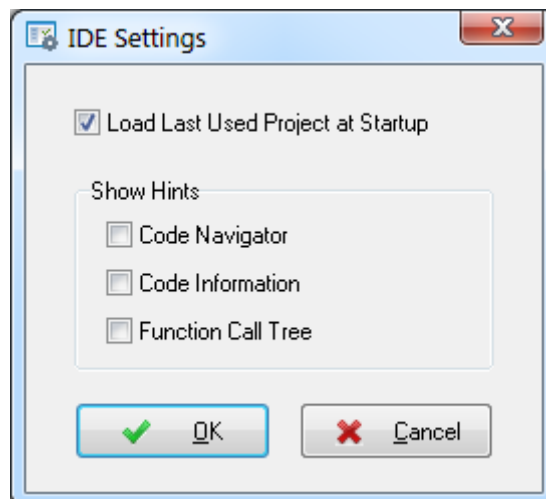 IDE Settings
Load Last Used Project at Startup
Show Hints
Code Navigator
Code Information
Function Call Tree
OK
Cancel